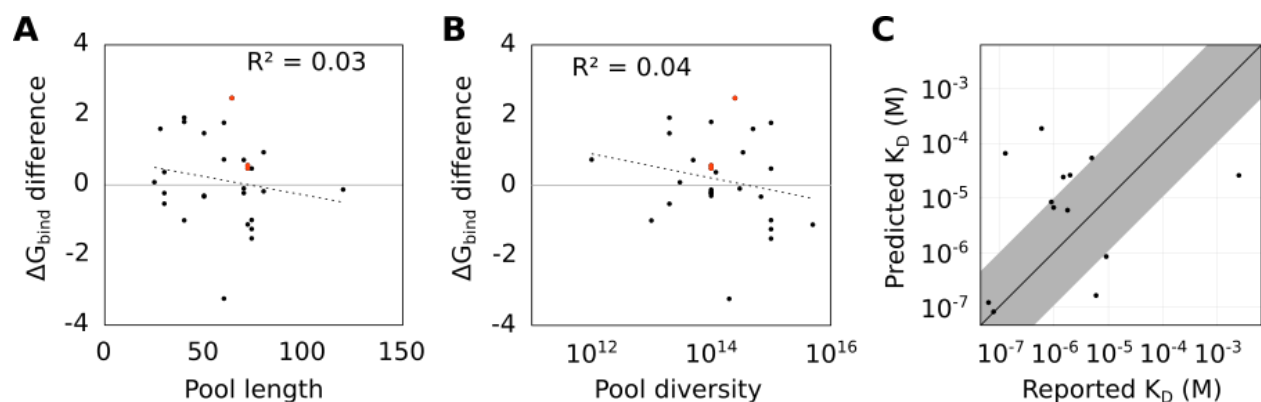 A
B
C
R² = 0.03
R² = 0.04
ΔG_bind difference
4
2
0
-2
-4
0
50
100
150
Pool length
ΔG_bind difference
4
2
0
-2
-4
10¹²
10¹⁴
10¹⁶
Pool diversity
Predicted K_D (M)
10⁻³
10⁻⁴
10⁻⁵
10⁻⁶
10⁻⁷
10⁻⁷
10⁻⁶
10⁻⁵
10⁻⁴
10⁻³
Reported K_D (M)